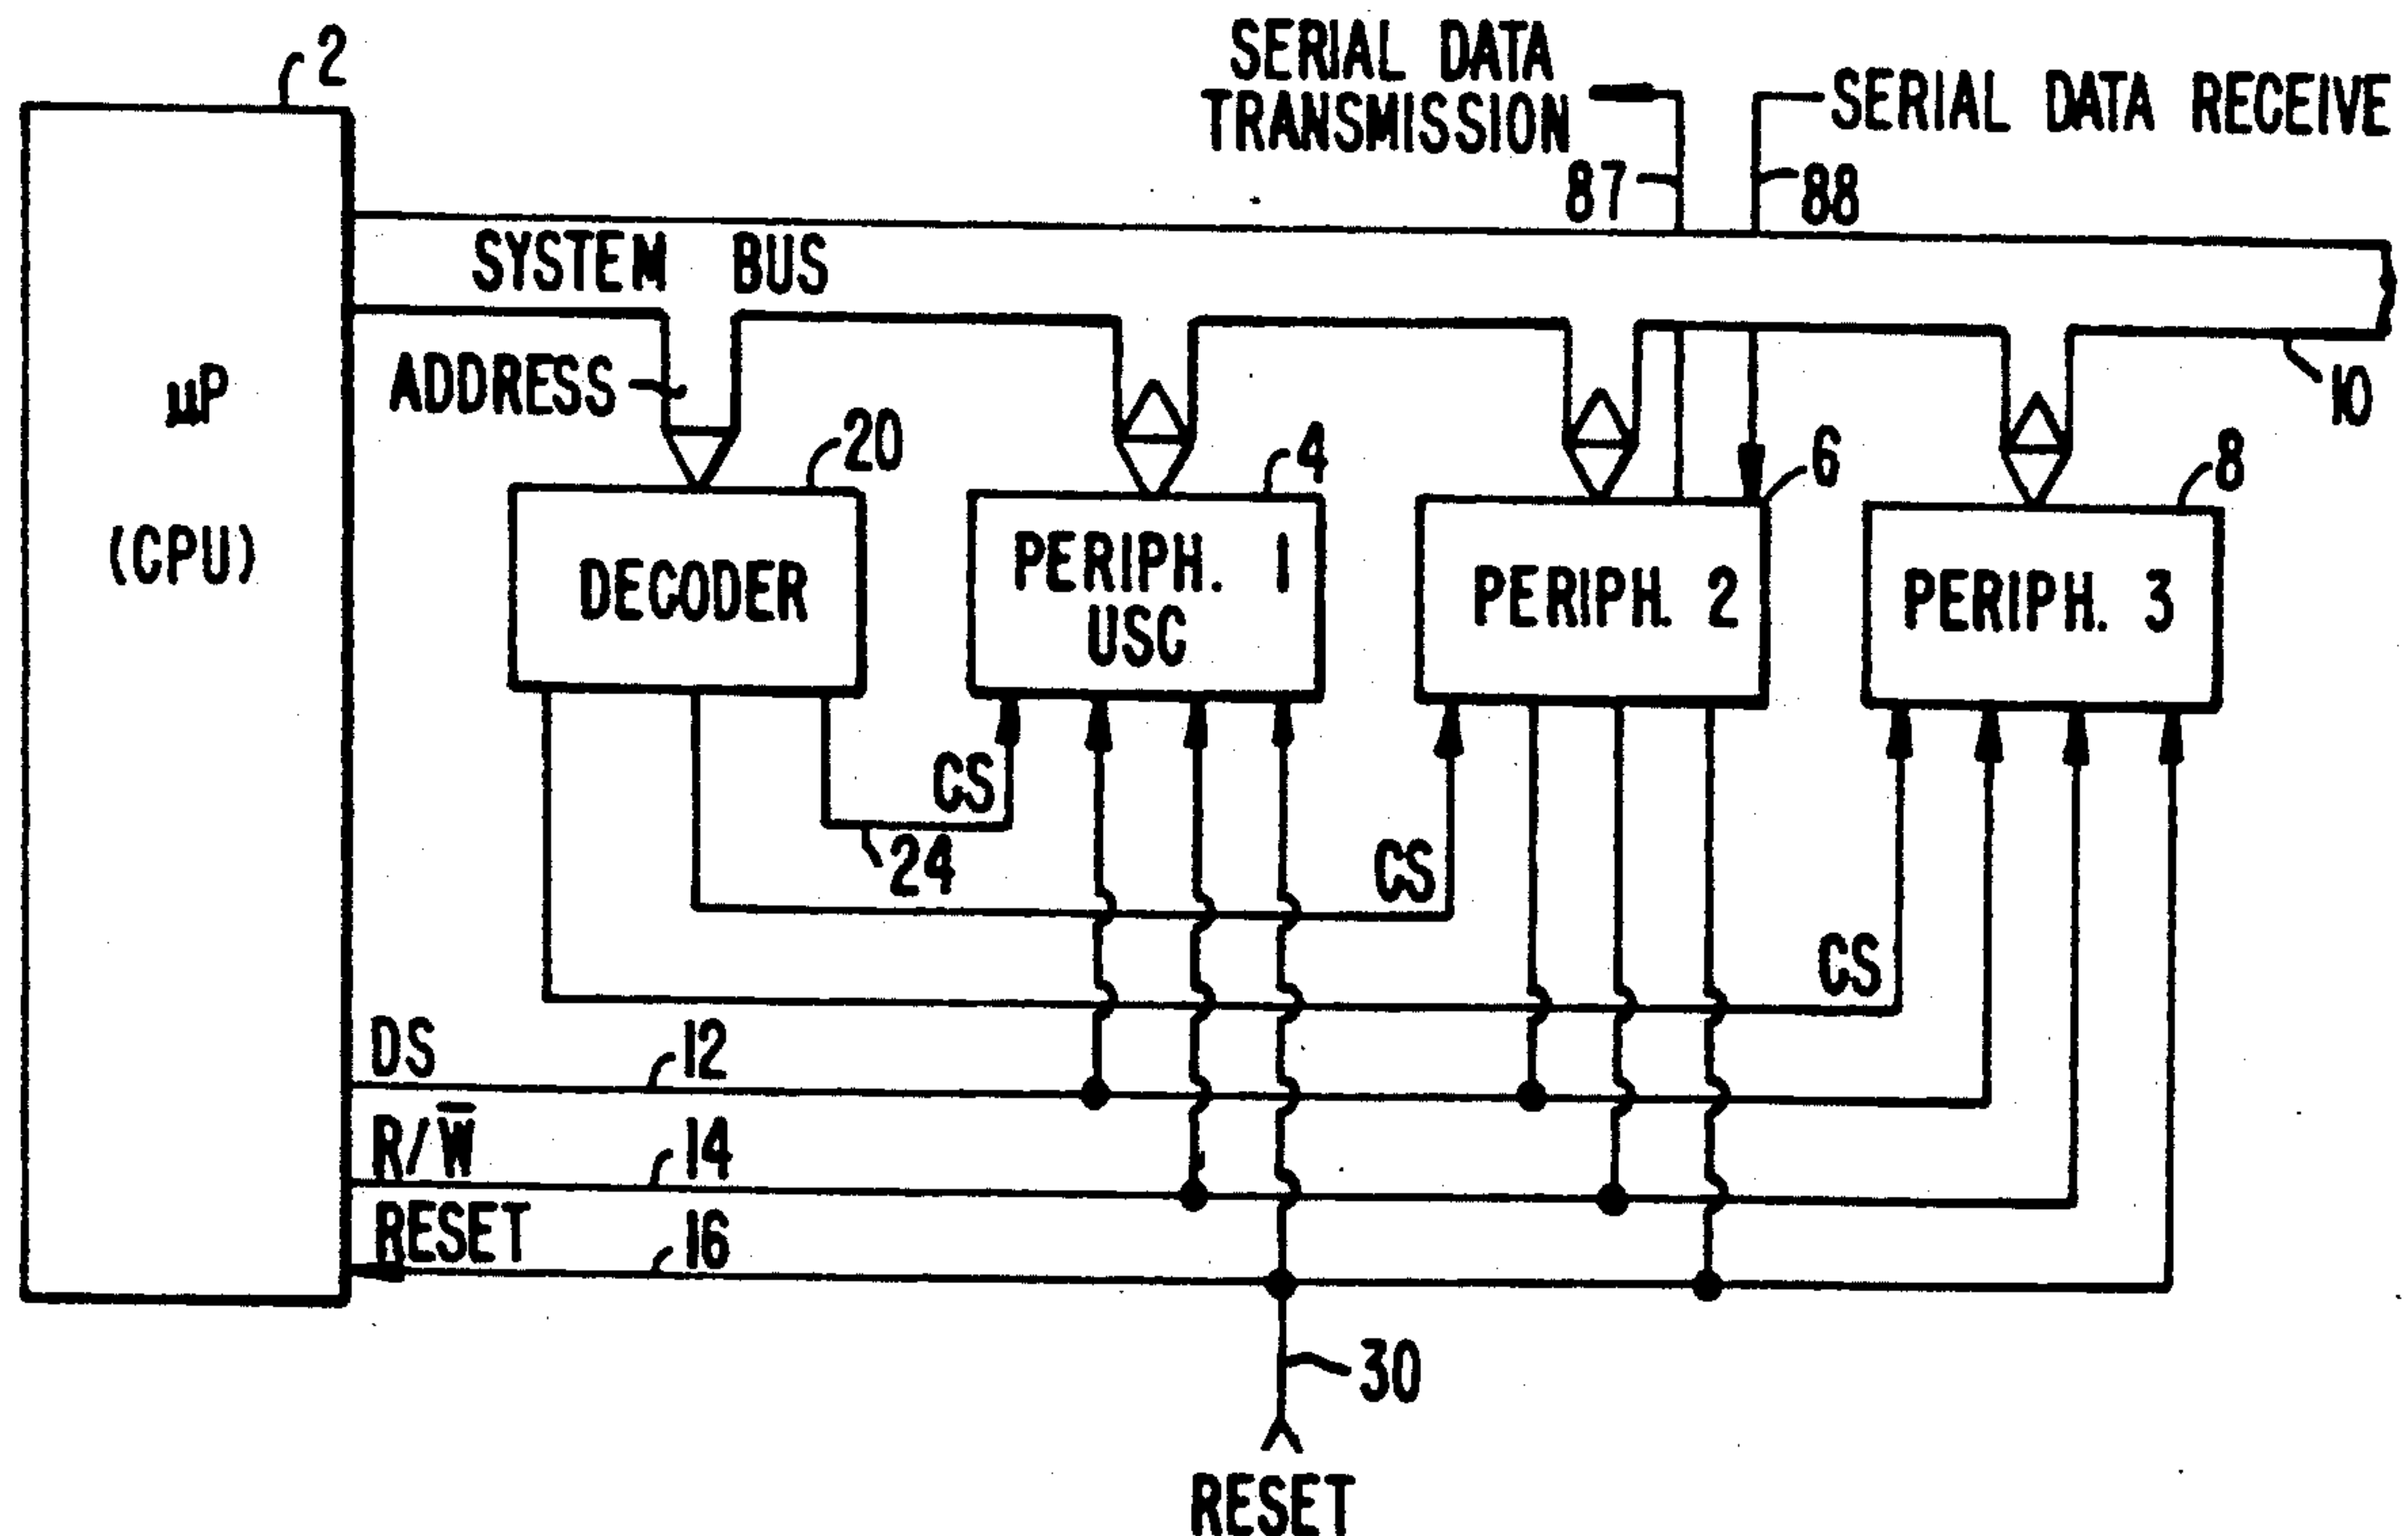 2
SERIAL DATA
TRANSMISSION
SERIAL DATA RECEIVE
87
88
SYSTEM BUS
ADDRESS
10
µP
(CPU)
20
4
6
8
DECODER
PERIPH. 1
USC
PERIPH. 2
PERIPH. 3
CS
24
CS
CS
DS
12
R/W̅
14
RESET
16
30
RESET